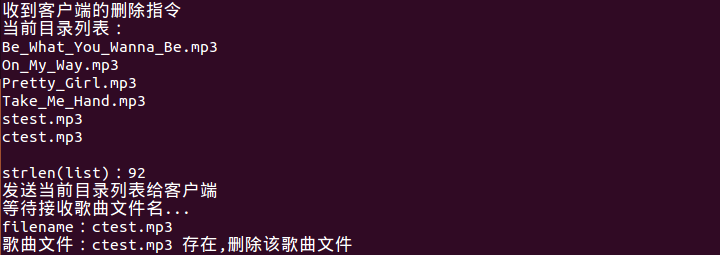 收到客户端的删除指令
当前目录列表：
Be_What_You_Wanna_Be.mp3
On_My_Way.mp3
Pretty_Girl.mp3
Take_Me_Hand.mp3
stest.mp3
ctest.mp3
strlen(list)：92
发送当前目录列表给客户端
等待接收歌曲文件名...
filename：ctest.mp3
歌曲文件：ctest.mp3 存在,删除该歌曲文件